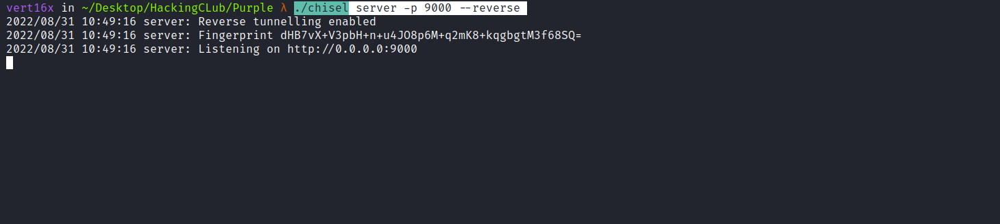 vert16x in ~/Desktop/HackingCLub/Purple λ ./chisel server -p 9000 --reverse
2022/08/31 10:49:16 server: Reverse tunnelling enabled
2022/08/31 10:49:16 server: Fingerprint dHB7vX+V3pbH+n+u4JO8p6M+q2mK8+kqgbgtM3f68SQ=
2022/08/31 10:49:16 server: Listening on http://0.0.0.0:9000